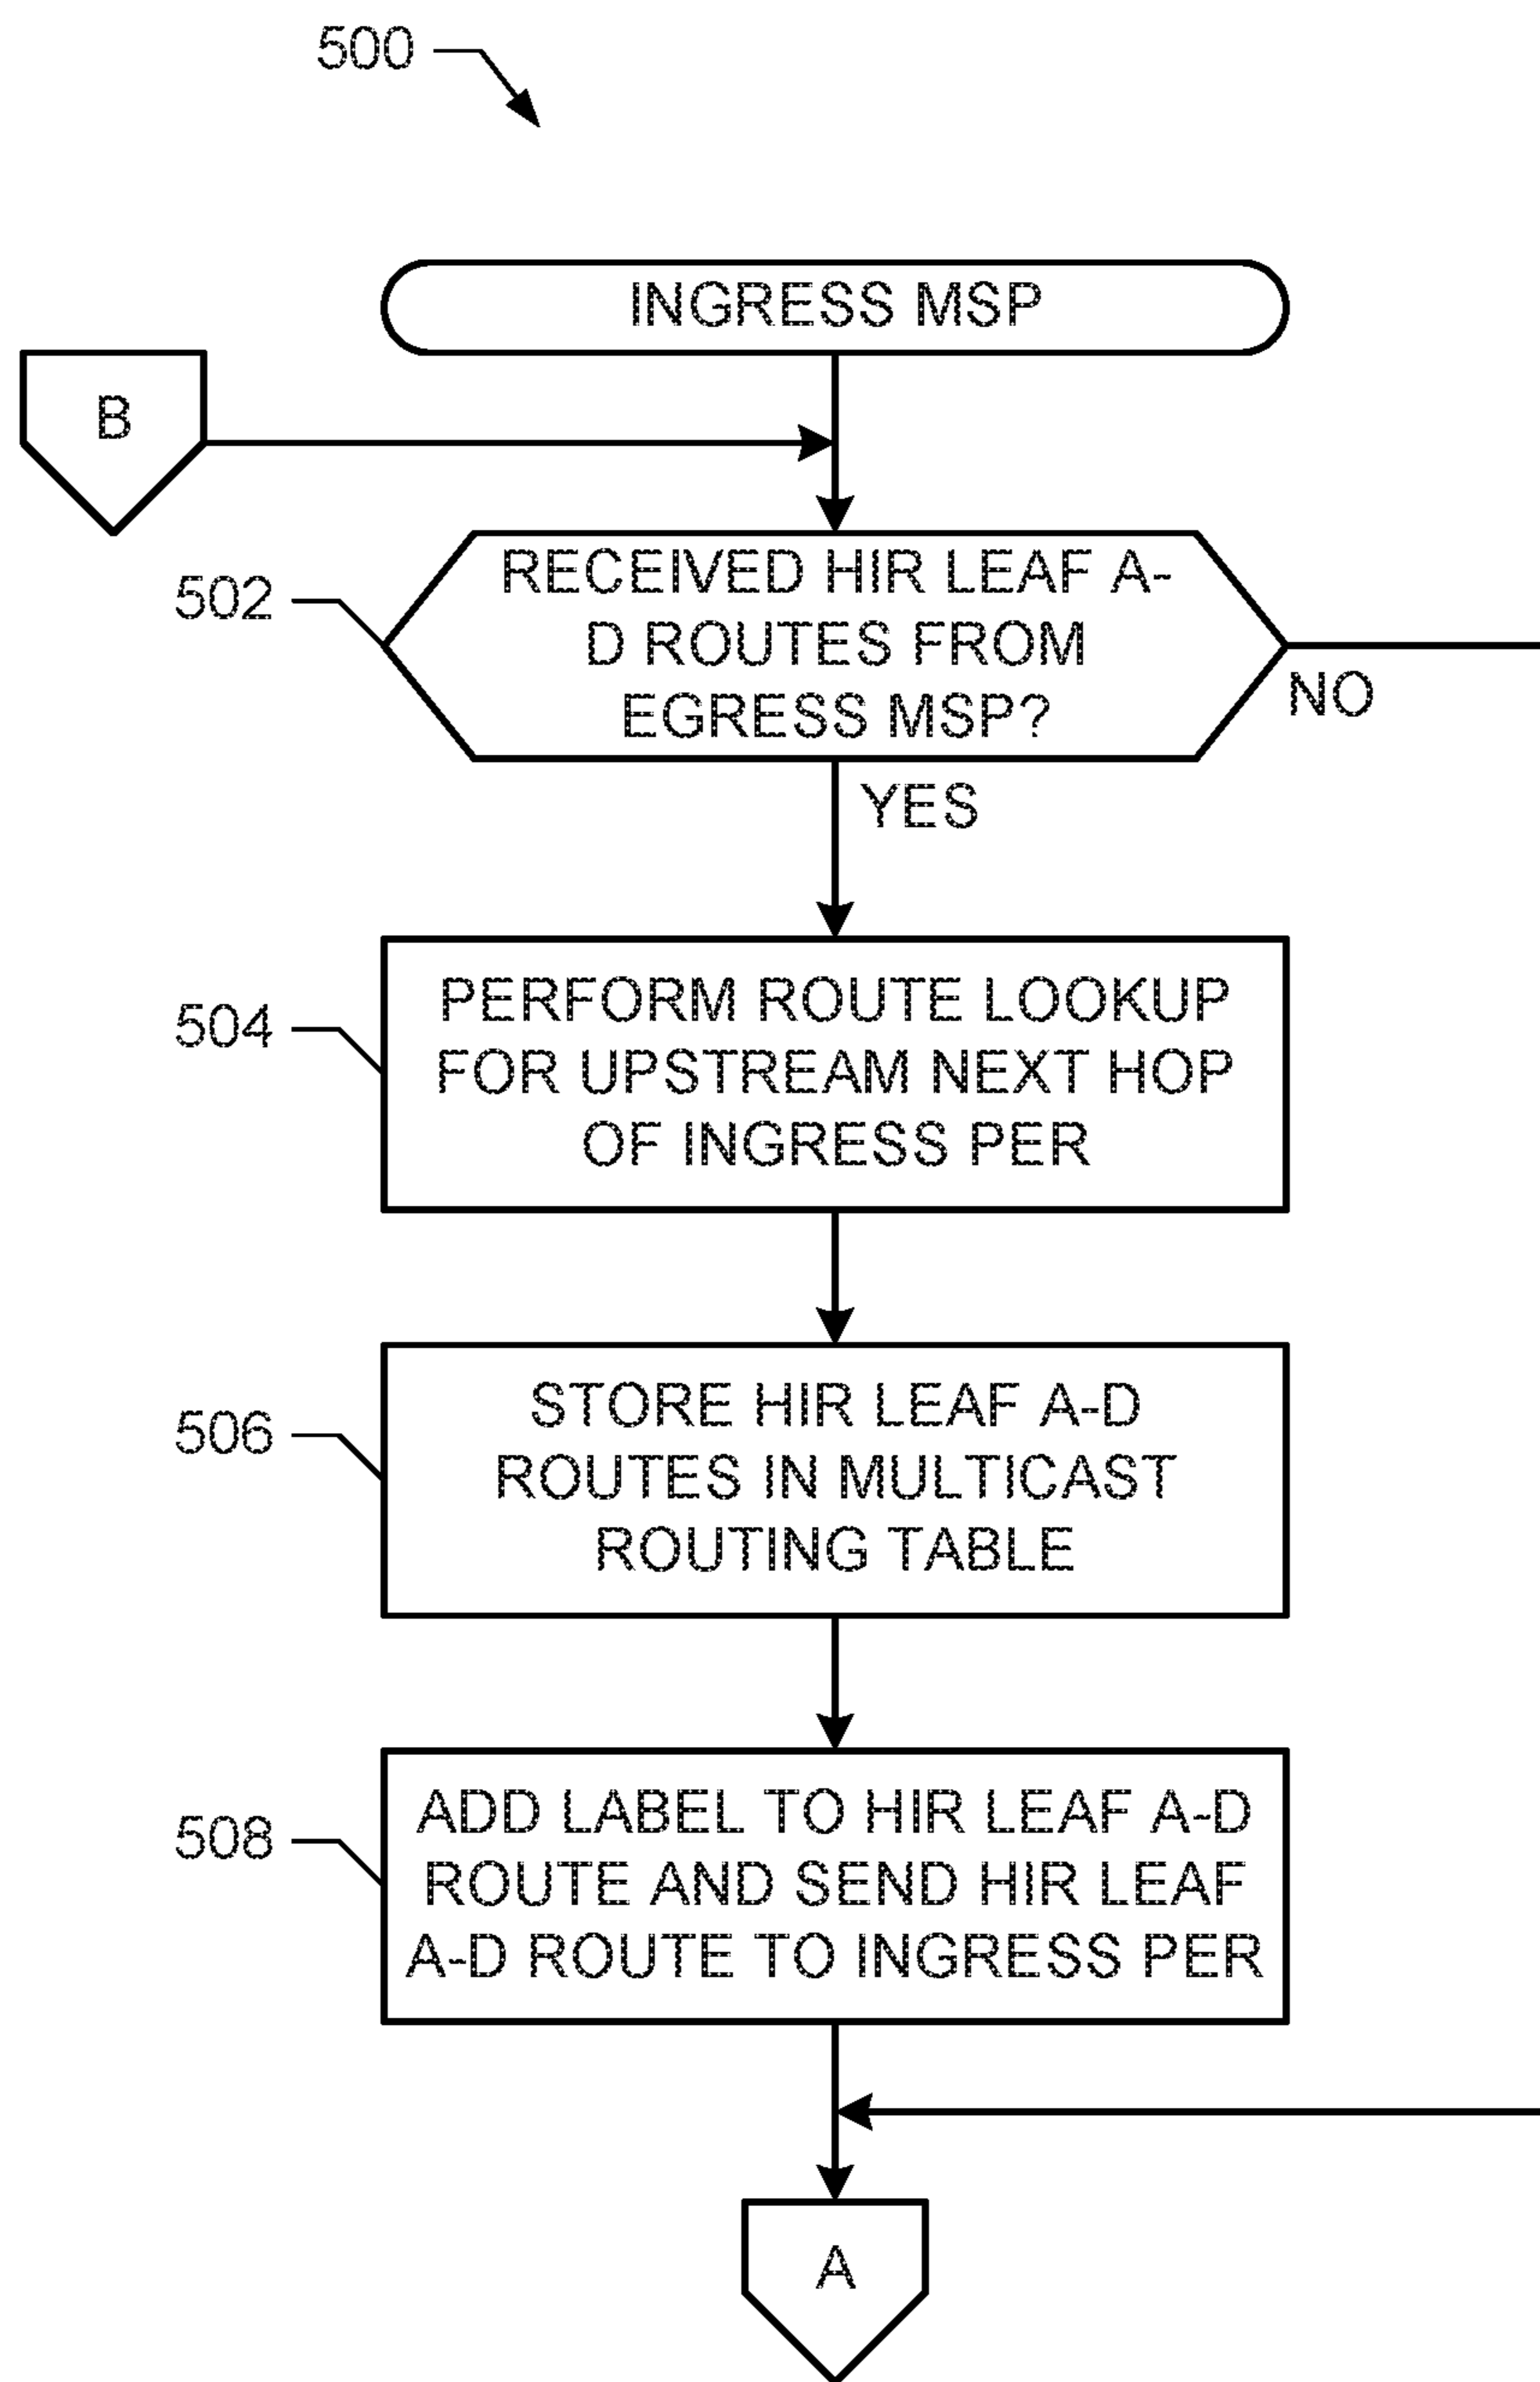 500
INGRESS MSP
B
502
RECEIVED HIR LEAF A-
D ROUTES FROM
EGRESS MSP?
NO
YES
504
PERFORM ROUTE LOOKUP
FOR UPSTREAM NEXT HOP
OF INGRESS PER
506
STORE HIR LEAF A-D
ROUTES IN MULTICAST
ROUTING TABLE
508
ADD LABEL TO HIR LEAF A-D
ROUTE AND SEND HIR LEAF
A-D ROUTE TO INGRESS PER
A